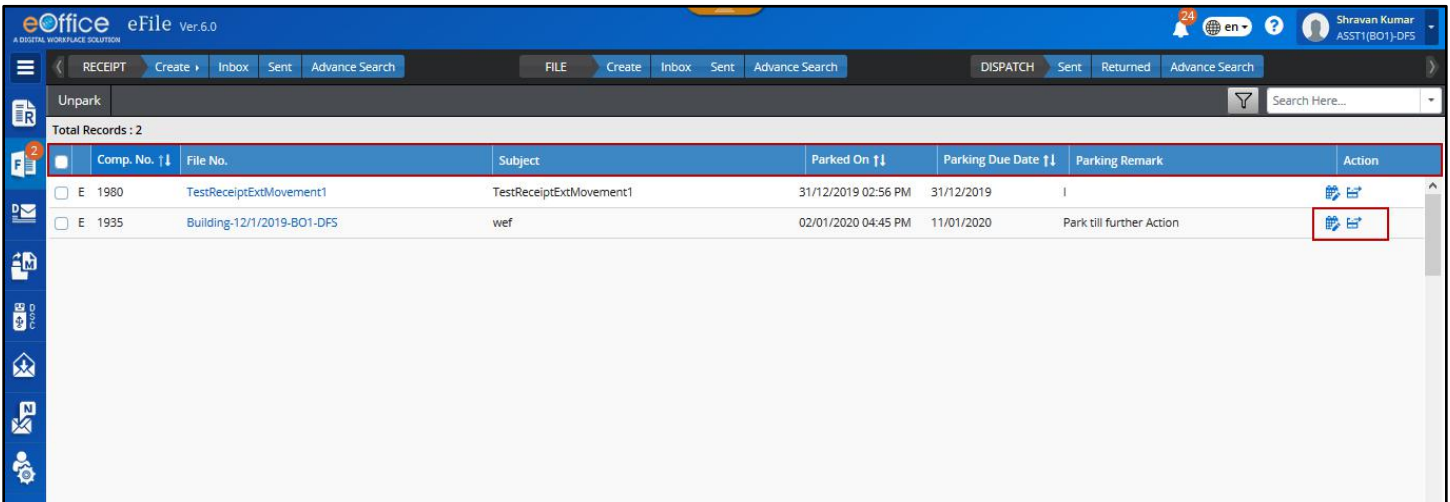 eOffice eFile Ver.6.0 24 en ? Shravan Kumar
A DIGITAL WORKPLACE SOLUTION ASST1(BO1)-DFS
RECEIPT Create Inbox Sent Advance Search FILE Create Inbox Sent Advance Search DISPATCH Sent Returned Advance Search
R
Unpark Search Here...
Total Records : 2
2
F
Comp. No. File No. Subject Parked On Parking Due Date Parking Remark Action
E 1980 TestReceiptExtMovement1 TestReceiptExtMovement1 31/12/2019 02:56 PM 31/12/2019 l
D
E 1935 Building-12/1/2019-BO1-DFS wef 02/01/2020 04:45 PM 11/01/2020 Park till further Action
M
DSC
N